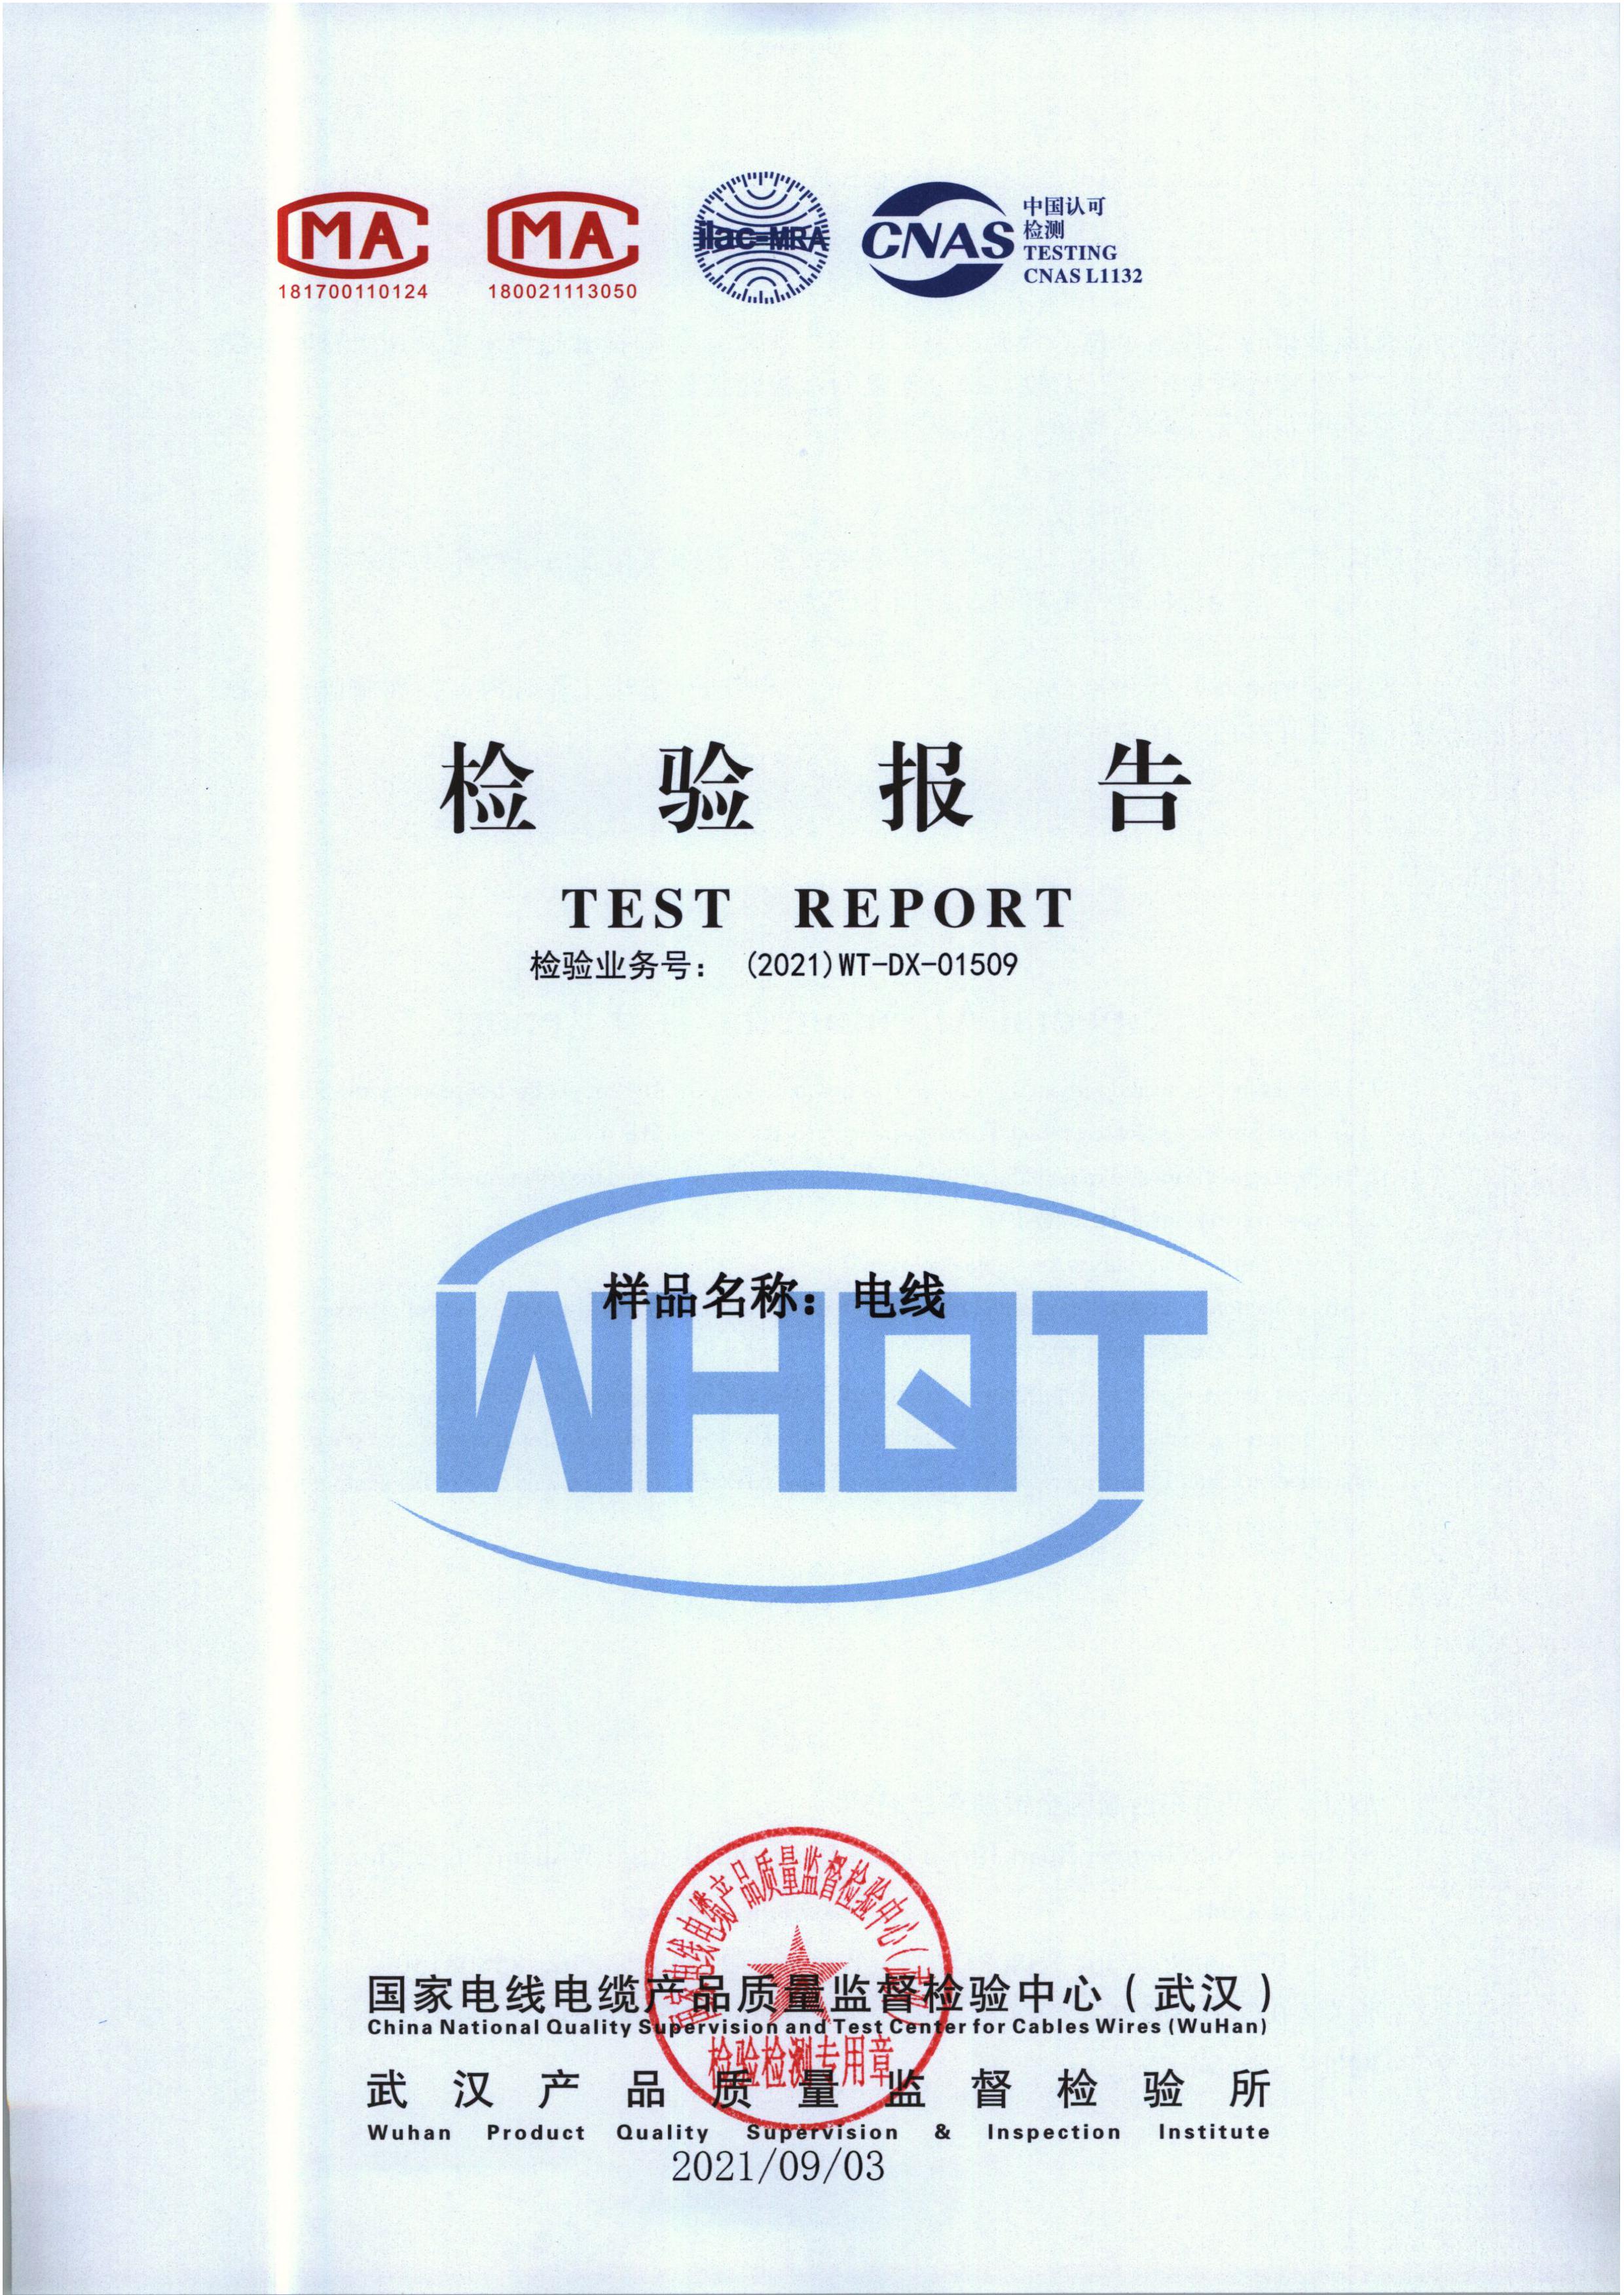 MA
181700110124
MA
180021113050
ilac-MRA
CNAS
中国认可
检测
TESTING
CNAS L1132
检 验 报 告
TEST REPORT
检验业务号： (2021)WT-DX-01509
样品名称：电线
WHQT
国家电线电缆产品质量监督检验中心(武汉)
国家电线电缆产品质量监督检验中心（武汉）
China National Quality Supervision and Test Center for Cables Wires (WuHan)
检验检测专用章
武汉产品质量监督检验所
Wuhan Product Quality Supervision & Inspection Institute
2021/09/03